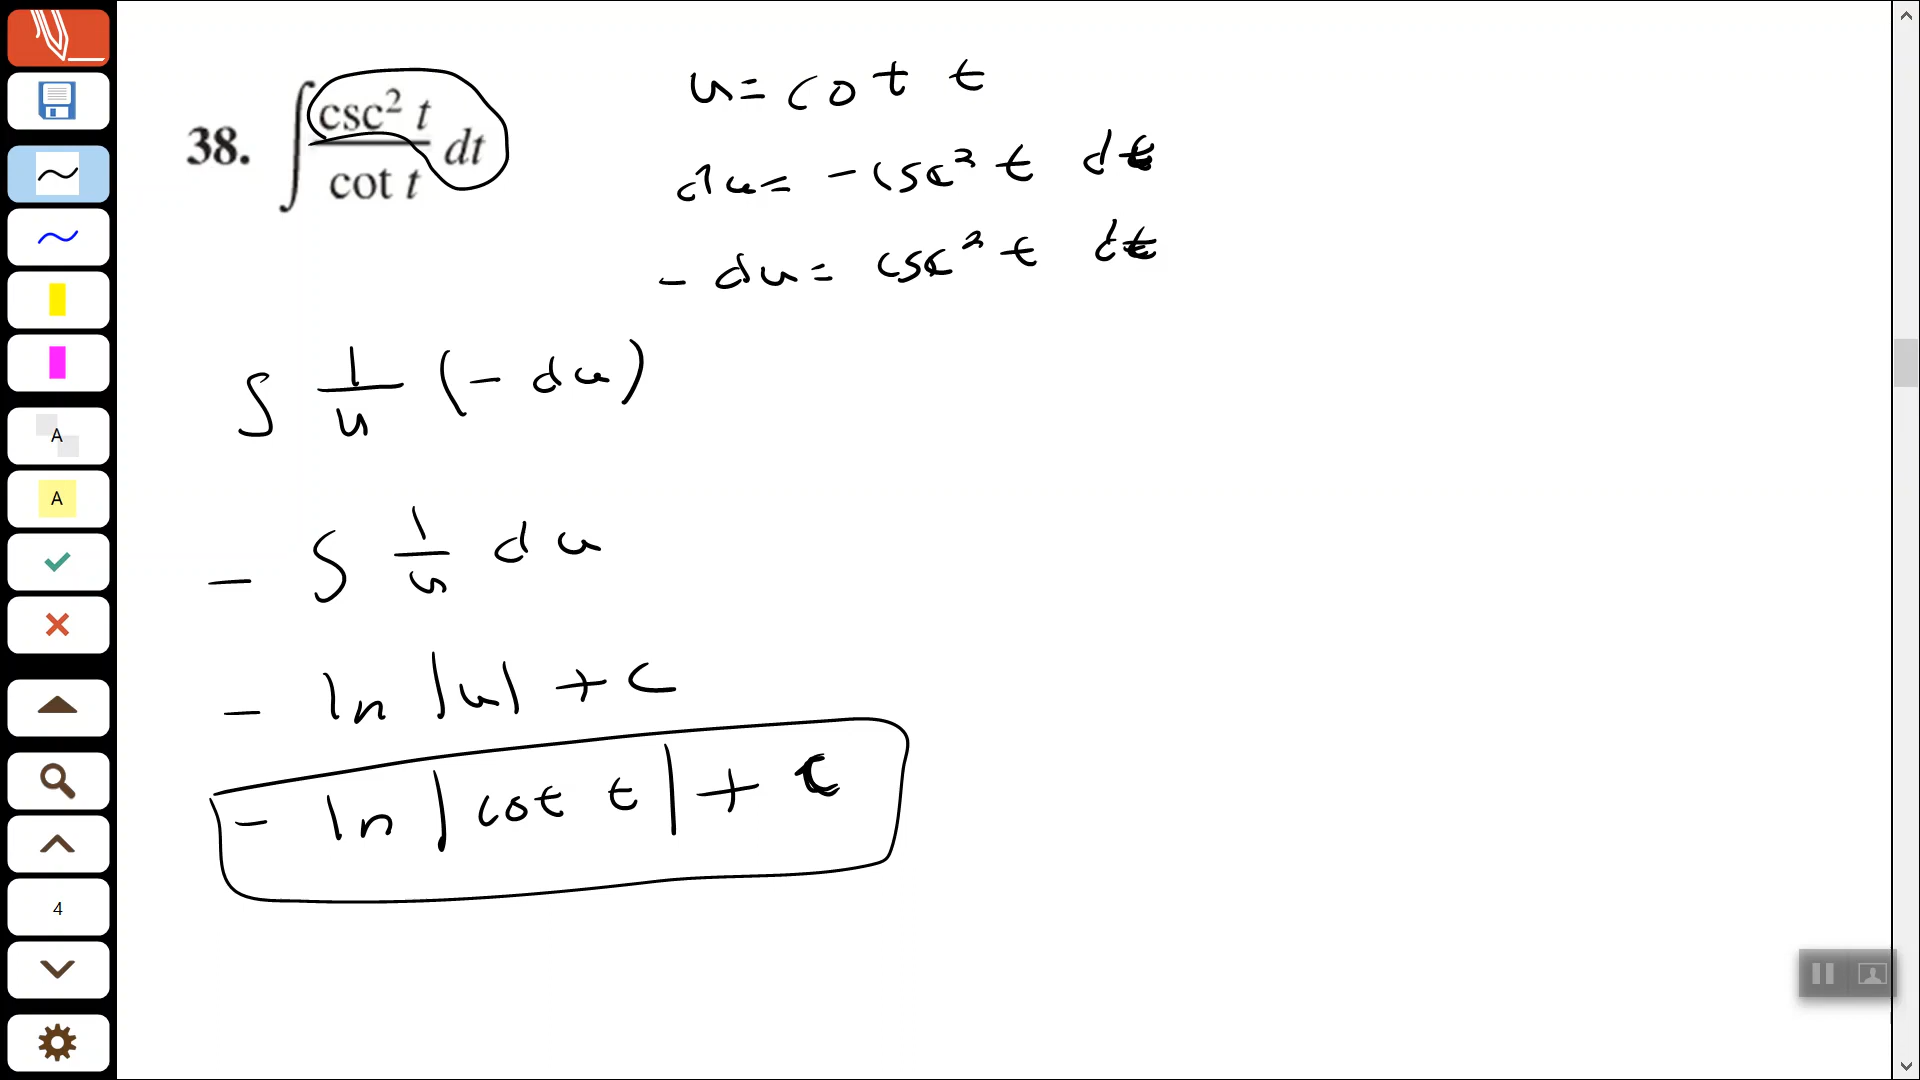 38. ∫ csc² t / cot t dt
u = cot t
du = -csc² t dt
- du = csc² t dt
∫ 1/u (- du)
- ∫ 1/u du
- ln |u| + c
- ln | cot t | + c
A
A
4